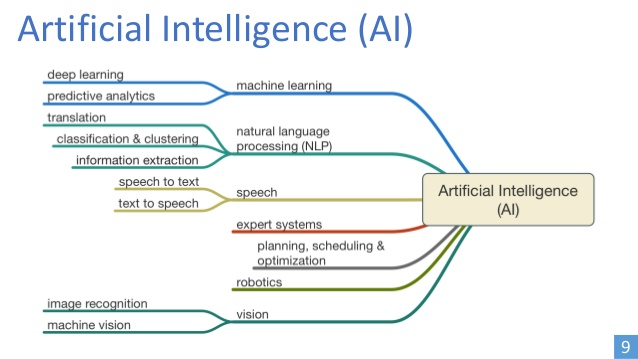 Artificial Intelligence (AI)
deep learning
predictive analytics
machine learning
translation
classification & clustering
information extraction
natural language
processing (NLP)
speech to text
text to speech
speech
expert systems
planning, scheduling &
optimization
robotics
image recognition
machine vision
vision
Artificial Intelligence
(AI)
9